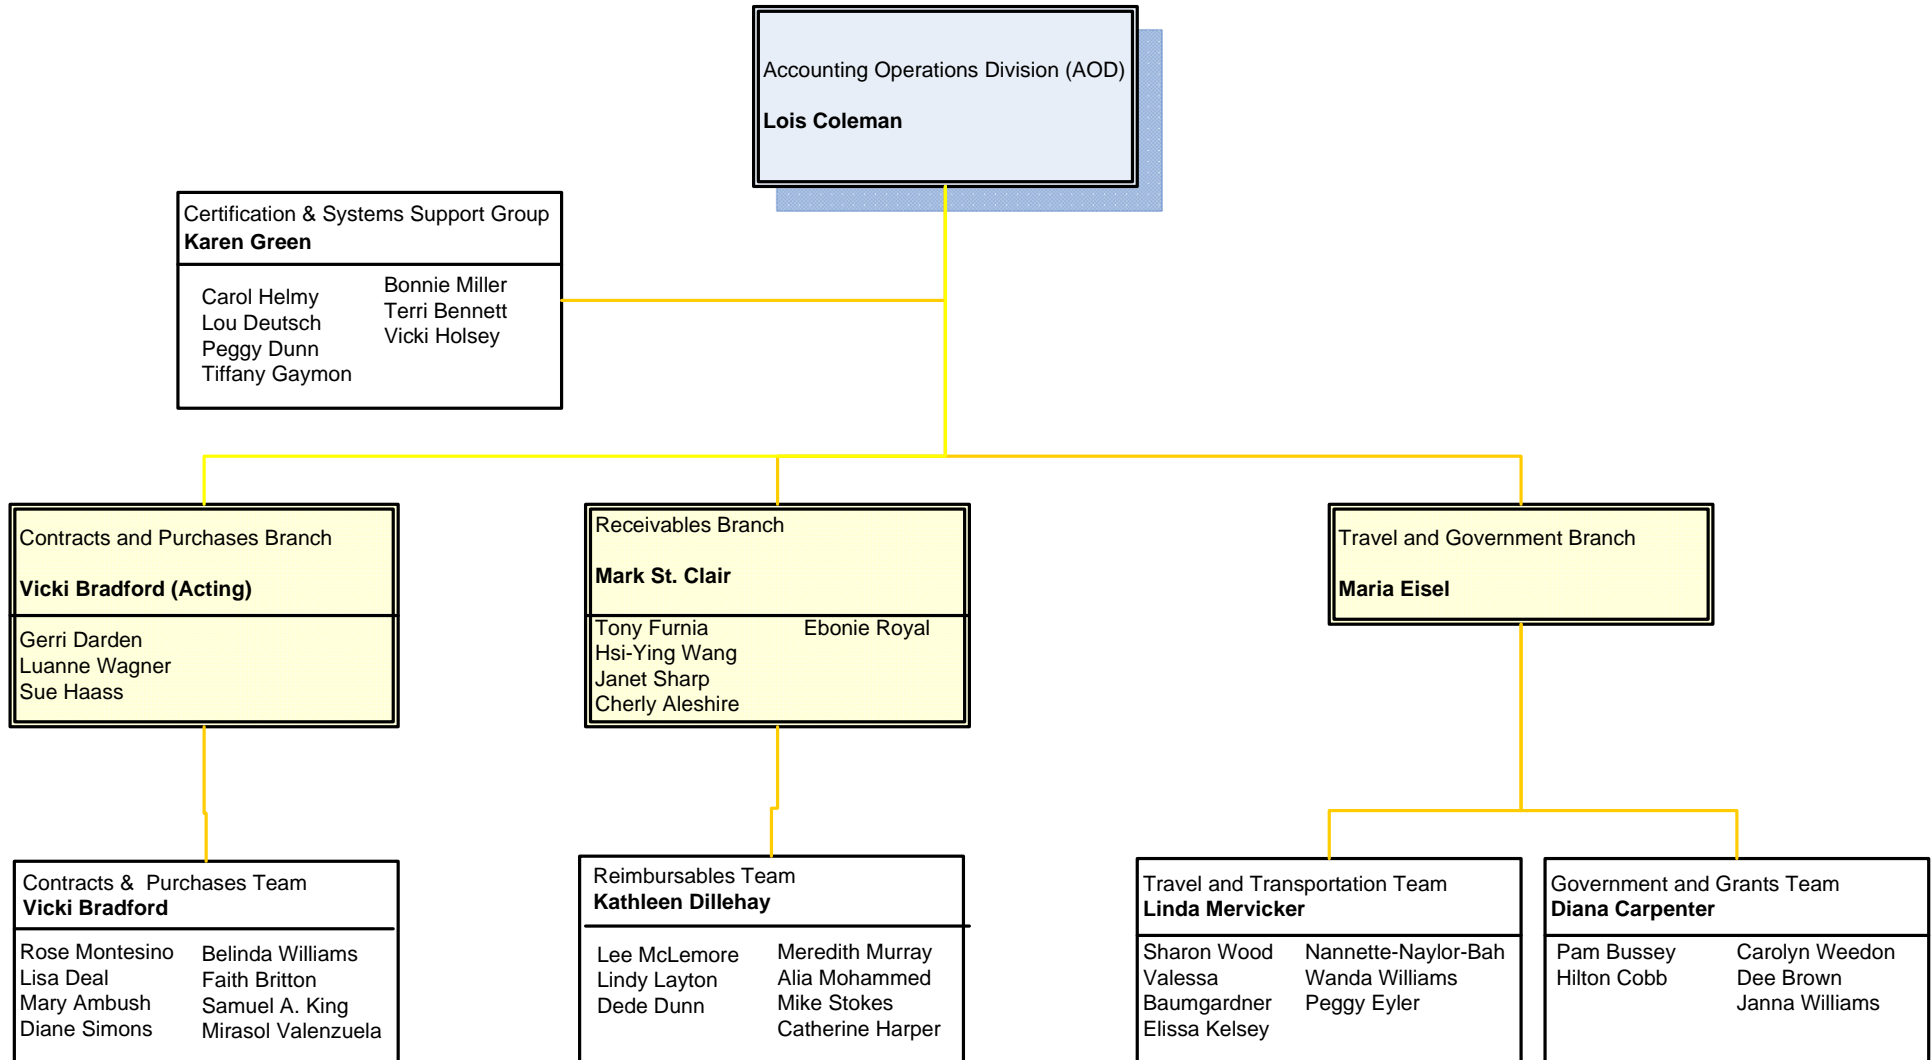 Accounting Operations Division (AOD)
Lois Coleman
Certification & Systems Support Group
Karen Green
Carol Helmy
Lou Deutsch
Peggy Dunn
Tiffany Gaymon
Bonnie Miller
Terri Bennett
Vicki Holsey
Contracts and Purchases Branch
Vicki Bradford (Acting)
Gerri Darden
Luanne Wagner
Sue Haass
Receivables Branch
Mark St. Clair
Tony Furnia
Hsi-Ying Wang
Janet Sharp
Cherly Aleshire
Ebonie Royal
Travel and Government Branch
Maria Eisel
Contracts &  Purchases Team
Vicki Bradford
Rose Montesino
Lisa Deal
Mary Ambush
Diane Simons
Belinda Williams
Faith Britton
Samuel A. King
Mirasol Valenzuela
Reimbursables Team
Kathleen Dillehay
Lee McLemore
Lindy Layton
Dede Dunn
Meredith Murray
Alia Mohammed
Mike Stokes
Catherine Harper
Travel and Transportation Team
Linda Mervicker
Sharon Wood
Valessa
Baumgardner
Elissa Kelsey
Nannette-Naylor-Bah
Wanda Williams
Peggy Eyler
Government and Grants Team
Diana Carpenter
Pam Bussey
Hilton Cobb
Carolyn Weedon
Dee Brown
Janna Williams